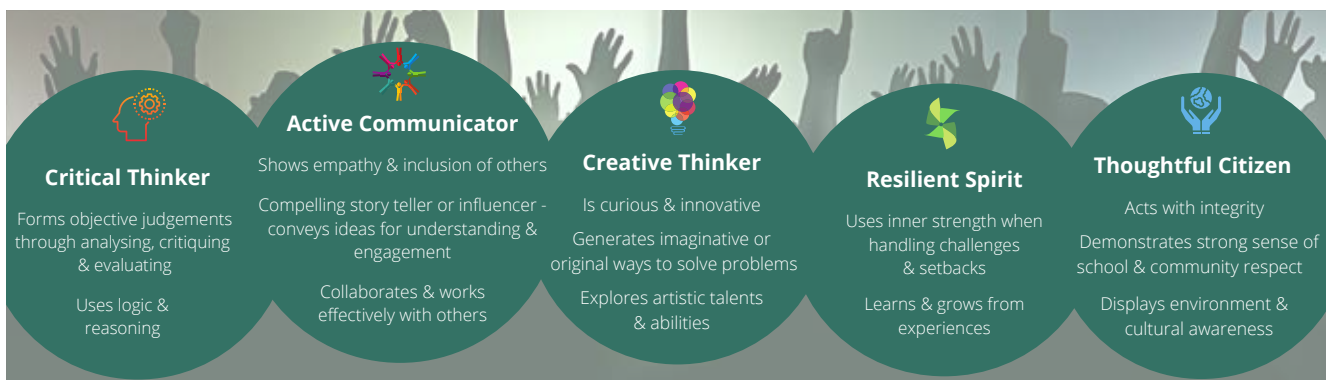 Critical Thinker
Forms objective judgements
through analysing, critiquing
& evaluating
Uses logic &
reasoning
Active Communicator
Shows empathy & inclusion of others
Compelling story teller or influencer -
conveys ideas for understanding &
engagement
Collaborates & works
effectively with others
Creative Thinker
Is curious & innovative
Generates imaginative or
original ways to solve problems
Explores artistic talents
& abilities
Resilient Spirit
Uses inner strength when
handling challenges
& setbacks
Learns & grows from
experiences
Thoughtful Citizen
Acts with integrity
Demonstrates strong sense of
school & community respect
Displays environment &
cultural awareness